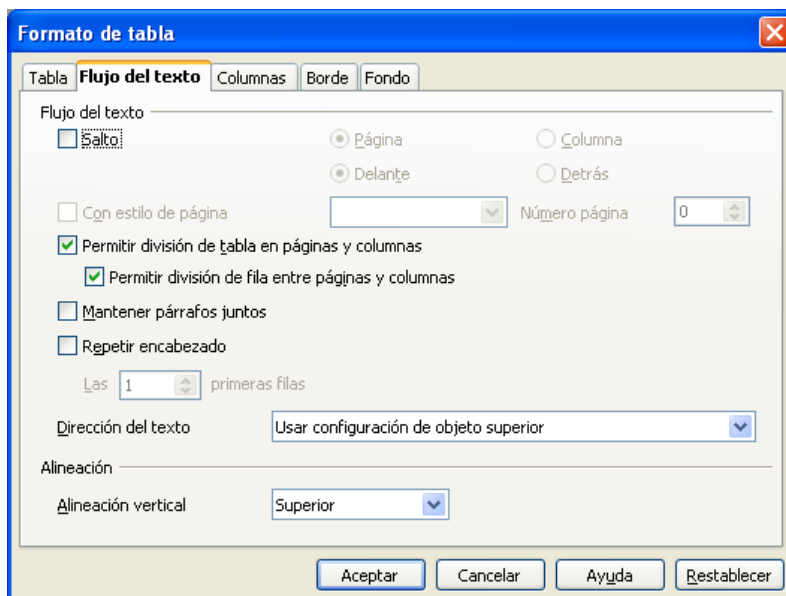 Formato de tabla
Tabla Flujo del texto Columnas Borde Fondo
Flujo del texto
Salto Página Columna
Delante Detrás
Con estilo de página Número página 0
Permitir división de tabla en páginas y columnas
Permitir división de fila entre páginas y columnas
Mantener párrafos juntos
Repetir encabezado
Las 1 primeras filas
Dirección del texto Usar configuración de objeto superior
Alineación
Alineación vertical Superior
Aceptar Cancelar Ayuda Restablecer